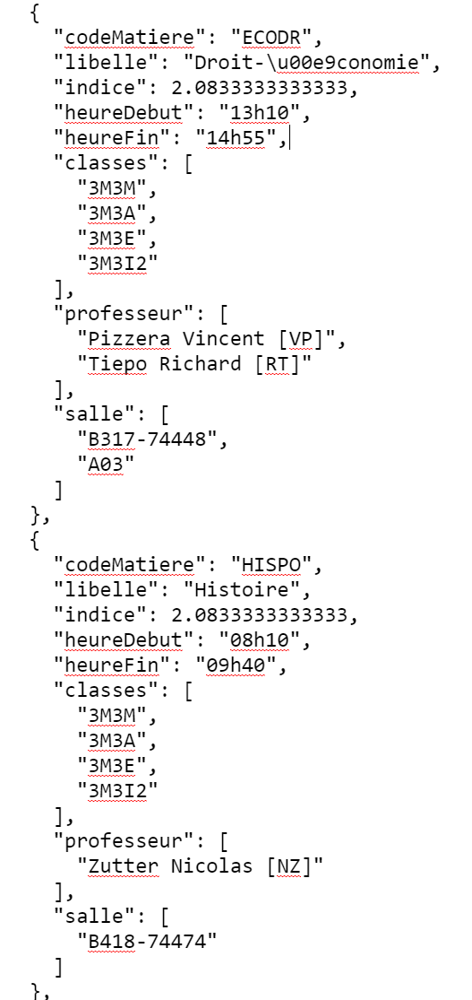 {
"codeMatiere": "ECODR",
"libelle": "Droit-\u00e9conomie",
"indice": 2.0833333333333,
"heureDebut": "13h10",
"heureFin": "14h55",
"classes": [
"3M3M",
"3M3A",
"3M3E",
"3M3I2"
],
"professeur": [
"Pizzera Vincent [VP]",
"Tiepo Richard [RT]"
],
"salle": [
"B317-74448",
"A03"
]
},
{
"codeMatiere": "HISPO",
"libelle": "Histoire",
"indice": 2.0833333333333,
"heureDebut": "08h10",
"heureFin": "09h40",
"classes": [
"3M3M",
"3M3A",
"3M3E",
"3M3I2"
],
"professeur": [
"Zutter Nicolas [NZ]"
],
"salle": [
"B418-74474"
]
},